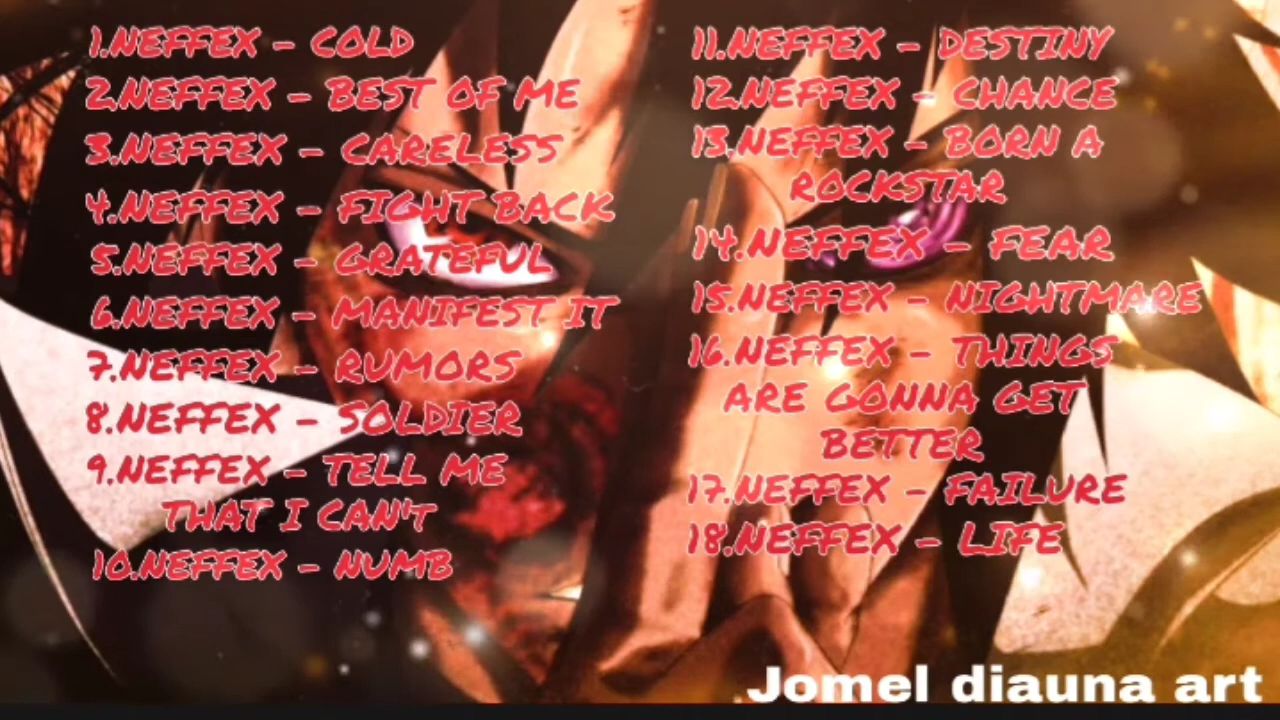 1.NEFFEX - COLD
2.NEFFEX - BEST OF ME
3.NEFFEX - CARELESS
4.NEFFEX - FIGHT BACK
5.NEFFEX - GRATEFUL
6.NEFFEX - MANIFEST IT
7.NEFFEX - RUMORS
8.NEFFEX - SOLDIER
9.NEFFEX - TELL ME
THAT I CAN'T
10.NEFFEX - NUMB
11.NEFFEX - DESTINY
12.NEFFEX - CHANCE
13.NEFFEX - BORN A
ROCKSTAR
14.NEFFEX - FEAR
15.NEFFEX - NIGHTMARE
16.NEFFEX - THINGS
ARE GONNA GET
BETTER
17.NEFFEX - FAILURE
18.NEFFEX - LIFE
Jomel diauna art